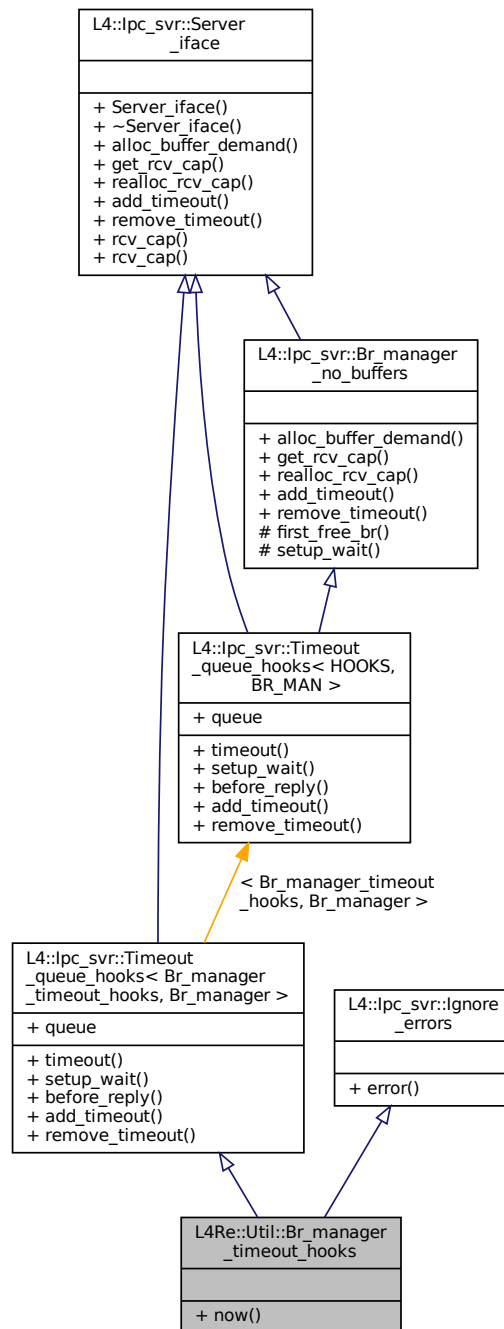 L4::Ipc_svr::Server
_iface
+ Server_iface()
+ ~Server_iface()
+ alloc_buffer_demand()
+ get_rcv_cap()
+ realloc_rcv_cap()
+ add_timeout()
+ remove_timeout()
+ rcv_cap()
+ rcv_cap()
L4::Ipc_svr::Br_manager
_no_buffers
+ alloc_buffer_demand()
+ get_rcv_cap()
+ realloc_rcv_cap()
+ add_timeout()
+ remove_timeout()
# first_free_br()
# setup_wait()
L4::Ipc_svr::Timeout
_queue_hooks< HOOKS,
BR_MAN >
+ queue
+ timeout()
+ setup_wait()
+ before_reply()
+ add_timeout()
+ remove_timeout()
< Br_manager_timeout
_hooks, Br_manager >
L4::Ipc_svr::Timeout
_queue_hooks< Br_manager
_timeout_hooks, Br_manager >
+ queue
+ timeout()
+ setup_wait()
+ before_reply()
+ add_timeout()
+ remove_timeout()
L4::Ipc_svr::Ignore
_errors
+ error()
L4Re::Util::Br_manager
_timeout_hooks
+ now()